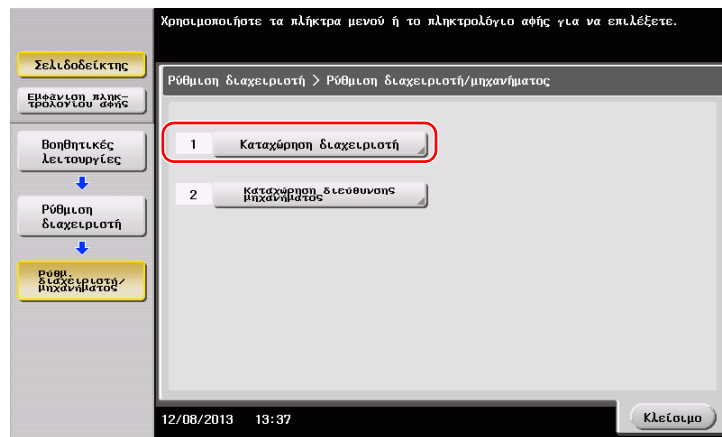 Χρησιμοποιήστε τα πλήκτρα μενού ή το πληκτρολόγιο αφής για να επιλέξετε.
Σελιδοδείκτης
Εμφάνιση πληκ-
τρολογίου αφής
Βοηθητικές
λειτουργίες
Ρύθμιση
διαχειριστή
Ρύθμ.
διαχειριστή/
μηχανήματος
Ρύθμιση διαχειριστή > Ρύθμιση διαχειριστή/μηχανήματος
1 Καταχώρηση διαχειριστή
2 Καταχώρηση διεύθυνσης
μηχανήματος
12/08/2013 13:37
Κλείσιμο